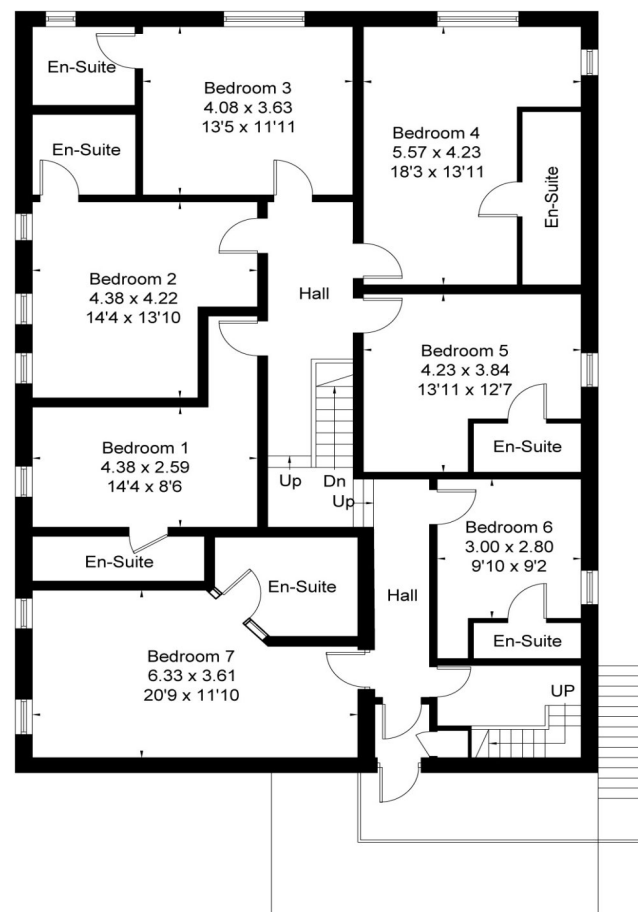 En-Suite
Bedroom 3
4.08 x 3.63
13'5 x 11'11
Bedroom 4
5.57 x 4.23
18'3 x 13'11
En-Suite
En-Suite
Bedroom 2
4.38 x 4.22
14'4 x 13'10
Hall
Bedroom 5
4.23 x 3.84
13'11 x 12'7
En-Suite
Bedroom 1
4.38 x 2.59
14'4 x 8'6
Up
Dn
Up
En-Suite
En-Suite
Hall
Bedroom 6
3.00 x 2.80
9'10 x 9'2
En-Suite
Bedroom 7
6.33 x 3.61
20'9 x 11'10
UP